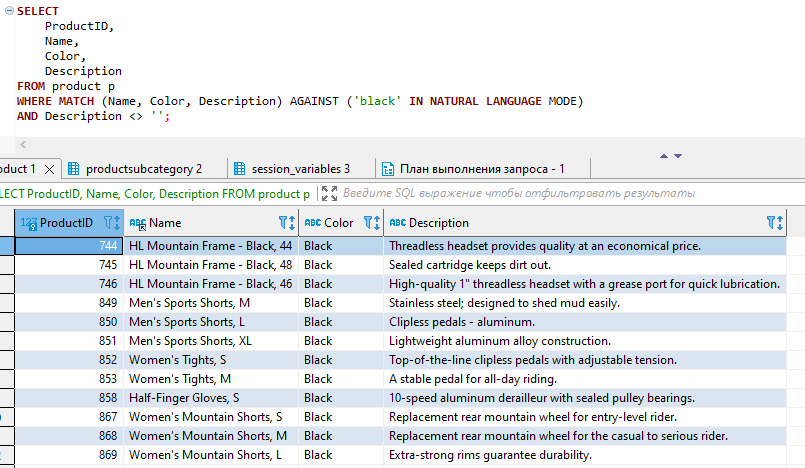 SELECT
ProductID,
Name,
Color,
Description
FROM product p
WHERE MATCH (Name, Color, Description) AGAINST ('black' IN NATURAL LANGUAGE MODE)
AND Description <> '';
oduct 1 productsubcategory 2 session_variables 3 План выполнения запроса - 1
LECT ProductID, Name, Color, Description FROM product p Введите SQL выражение чтобы отфильтровать результаты
123 ProductID ABC Name ABC Color ABC Description
744 HL Mountain Frame - Black, 44 Black Threadless headset provides quality at an economical price.
745 HL Mountain Frame - Black, 48 Black Sealed cartridge keeps dirt out.
746 HL Mountain Frame - Black, 46 Black High-quality 1" threadless headset with a grease port for quick lubrication.
849 Men's Sports Shorts, M Black Stainless steel; designed to shed mud easily.
850 Men's Sports Shorts, L Black Clipless pedals - aluminum.
851 Men's Sports Shorts, XL Black Lightweight aluminum alloy construction.
852 Women's Tights, S Black Top-of-the-line clipless pedals with adjustable tension.
853 Women's Tights, M Black A stable pedal for all-day riding.
858 Half-Finger Gloves, S Black 10-speed aluminum derailleur with sealed pulley bearings.
867 Women's Mountain Shorts, S Black Replacement rear mountain wheel for entry-level rider.
868 Women's Mountain Shorts, M Black Replacement rear mountain wheel for the casual to serious rider.
869 Women's Mountain Shorts, L Black Extra-strong rims guarantee durability.